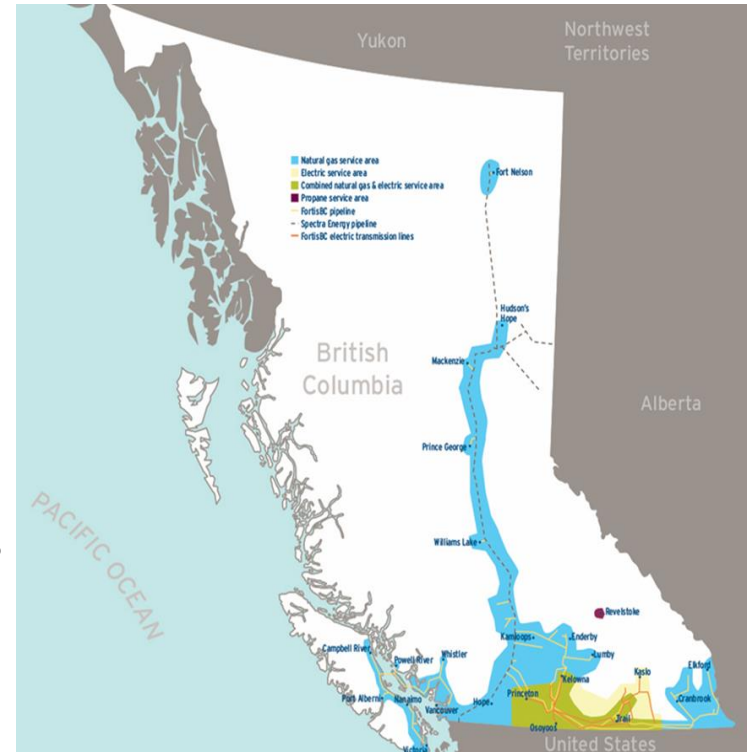 Yukon
Northwest
Territories
Natural gas service area
Electric service area
Combined natural gas & electric service area
Propane service area
FortisBC pipeline
Spectra Energy pipeline
FortisBC electric transmission lines
Fort Nelson
Hudson's
Hope
British
Columbia
Mackenzie
Alberta
Prince George
PACIFIC OCEAN
Williams Lake
Revelstoke
Kamloops
Enderby
Campbell River
Powell River
Whistler
Lumby
Elkford
Kelowna
Kaslo
Port Alberni
Nanaimo
Vancouver
Hope
Princeton
Cranbrook
Trail
Osoyoos
Victoria
United States